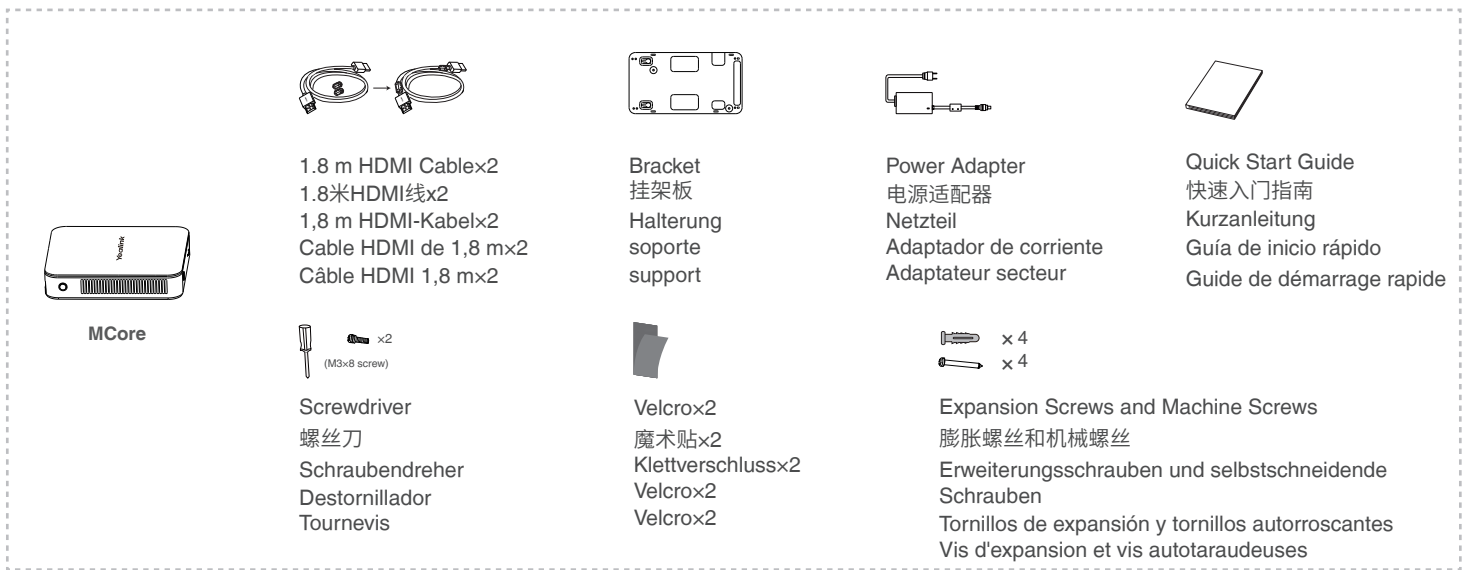 1.8 m HDMI Cable×2
1.8米HDMI线x2
1,8 m HDMI-Kabel×2
Cable HDMI de 1,8 m×2
Câble HDMI 1,8 m×2
Bracket
挂架板
Halterung
soporte
support
Power Adapter
电源适配器
Netzteil
Adaptador de corriente
Adaptateur secteur
Quick Start Guide
快速入门指南
Kurzanleitung
Guía de inicio rápido
Guide de démarrage rapide
Yealink
MCore
×2
(M3×8 screw)
Screwdriver
螺丝刀
Schraubendreher
Destornillador
Tournevis
Velcro×2
魔术贴×2
Klettverschluss×2
Velcro×2
Velcro×2
× 4
× 4
Expansion Screws and Machine Screws
膨胀螺丝和机械螺丝
Erweiterungsschrauben und selbstschneidende
Schrauben
Tornillos de expansión y tornillos autorroscantes
Vis d'expansion et vis autotaraudeuses